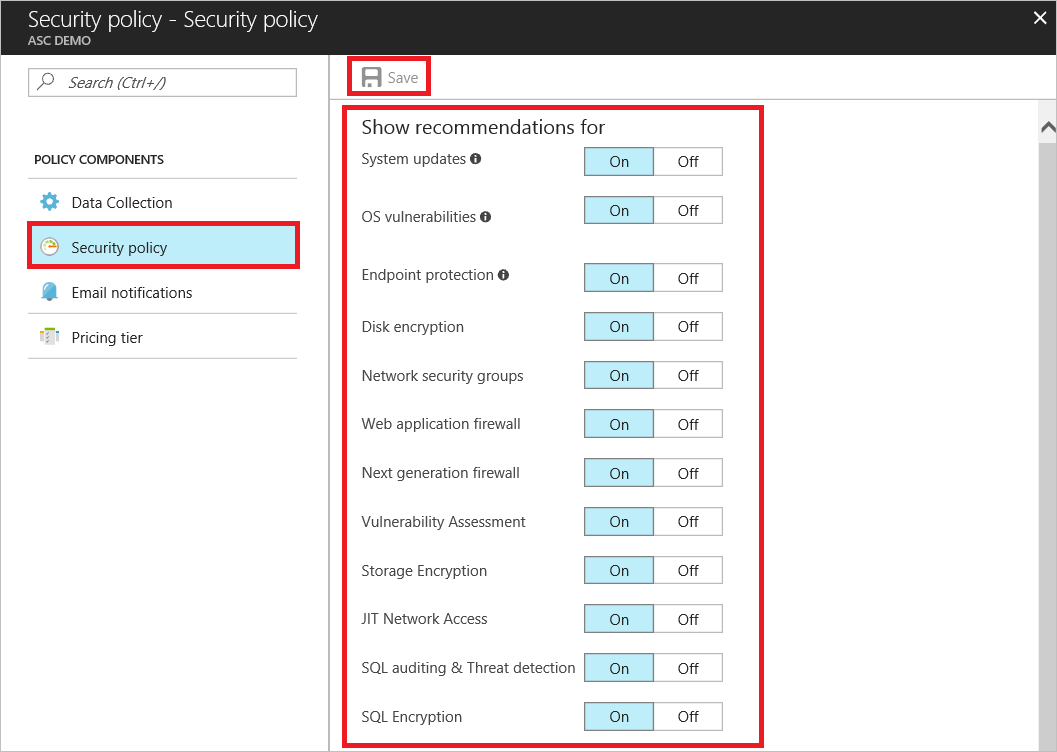 Security policy - Security policy
ASC DEMO
Search (Ctrl+/)
POLICY COMPONENTS
Data Collection
Security policy
Email notifications
Pricing tier
Save
Show recommendations for
System updates On Off
OS vulnerabilities On Off
Endpoint protection On Off
Disk encryption On Off
Network security groups On Off
Web application firewall On Off
Next generation firewall On Off
Vulnerability Assessment On Off
Storage Encryption On Off
JIT Network Access On Off
SQL auditing & Threat detection On Off
SQL Encryption On Off